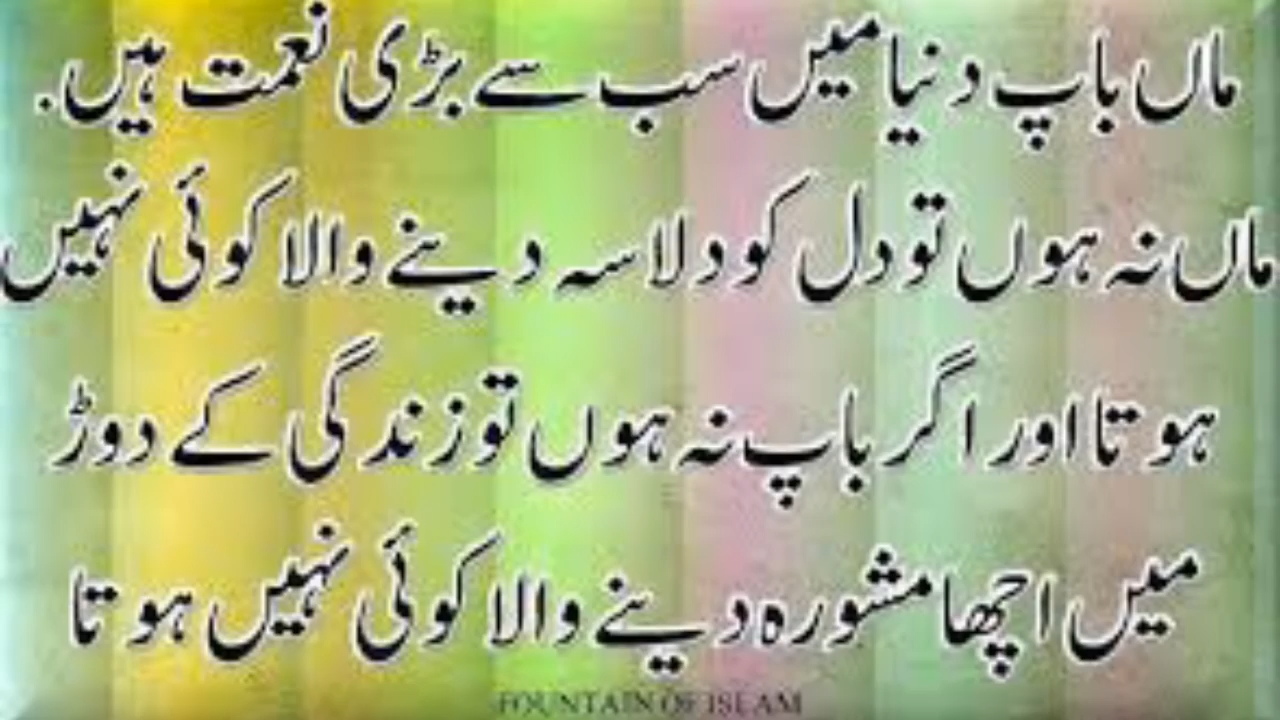 ماں باپ دنیا میں سب سے بڑی نعمت ہیں.
ماں نہ ہوں تو دل کو دلاسہ دینے والا کوئی نہیں
ہوتا اور اگر باپ نہ ہوں تو زندگی کے دوڑ
میں اچھا مشورہ دینے والا کوئی نہیں ہوتا
FOUNTAIN OF ISLAM